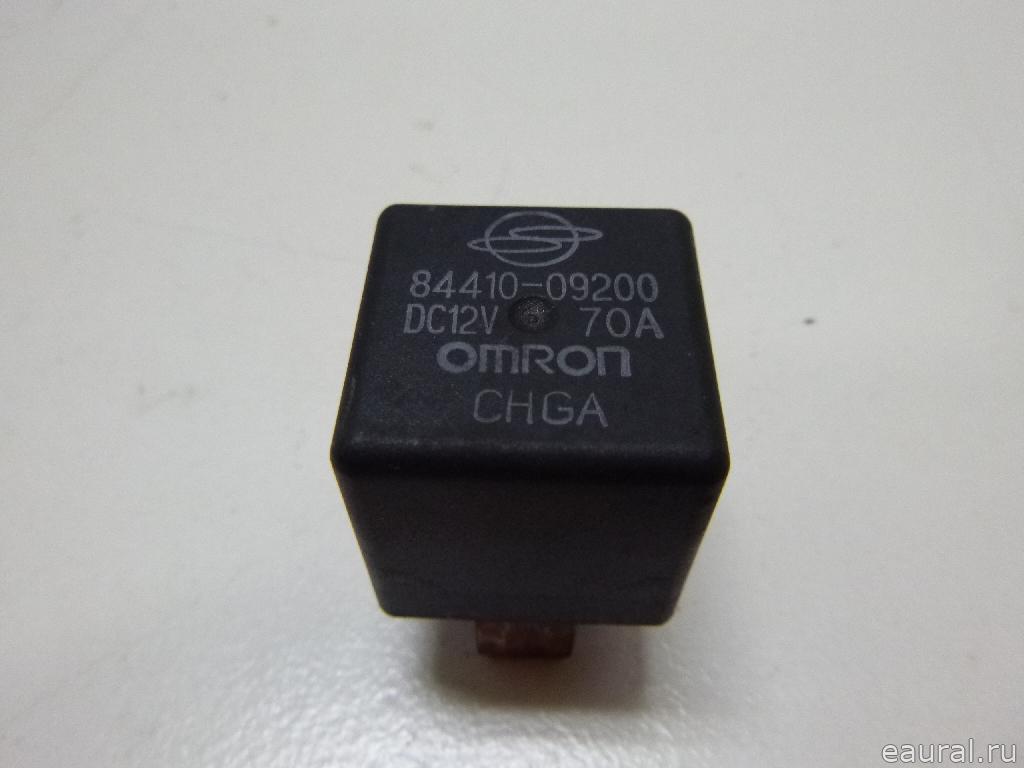 84410-09200
DC12V 70A
OMRON
CHGA
eaural.ru